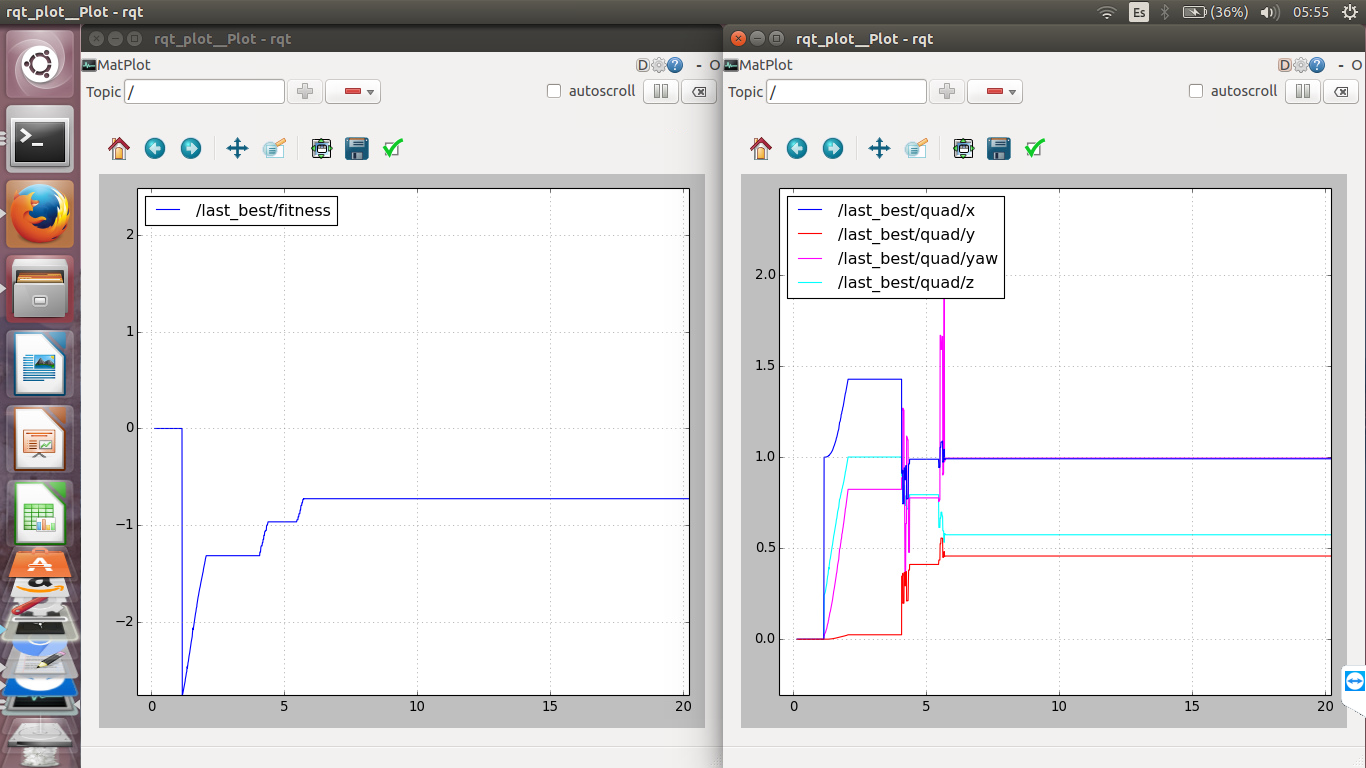 rqt_plot__Plot - rqt
Es
(36%)
05:55
rqt_plot__Plot - rqt
MatPlot
D
?
- O
Topic /
autoscroll
/last_best/fitness
2
1
0
−1
−2
0 5 10 15 20
rqt_plot__Plot - rqt
MatPlot
D
?
- O
Topic /
autoscroll
/last_best/quad/x
/last_best/quad/y
/last_best/quad/yaw
/last_best/quad/z
2.0
1.5
1.0
0.5
0.0
0 5 10 15 20